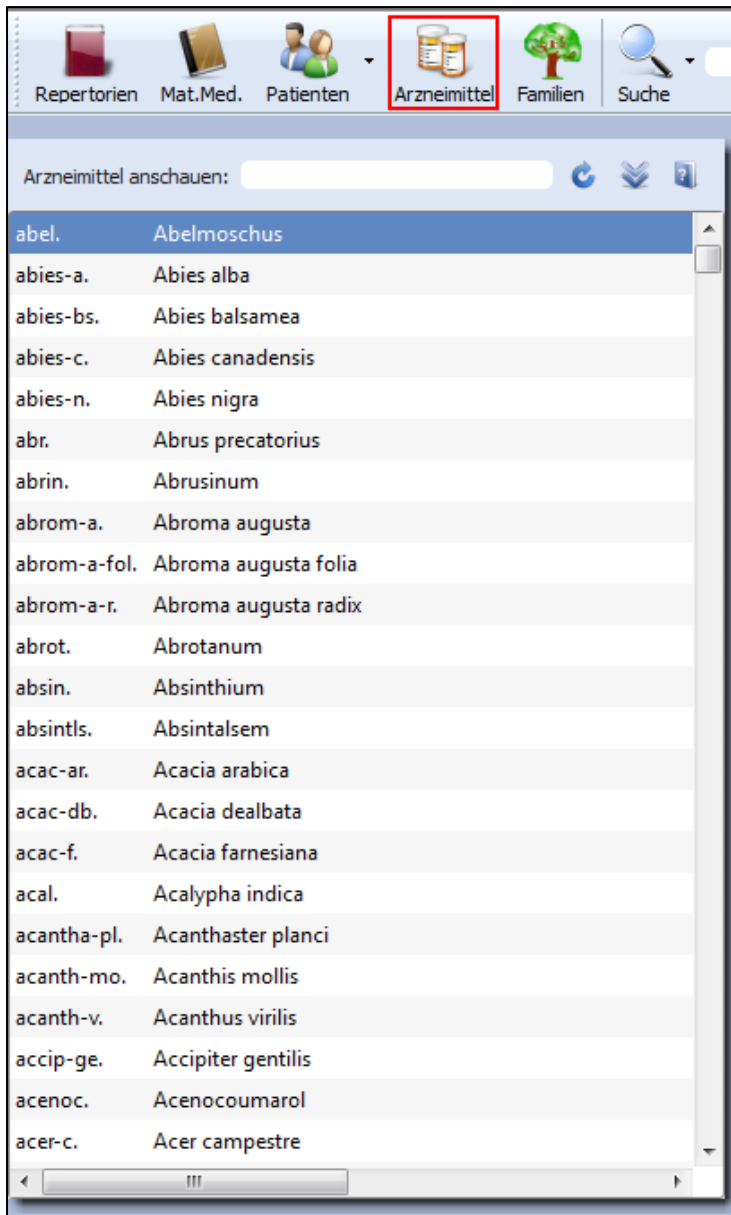 Repertorien Mat.Med. Patienten Arzneimittel Familien Suche
Arzneimittel anschauen:
abel. Abelmoschus
abies-a. Abies alba
abies-bs. Abies balsamea
abies-c. Abies canadensis
abies-n. Abies nigra
abr. Abrus precatorius
abrin. Abrusinum
abrom-a. Abroma augusta
abrom-a-fol. Abroma augusta folia
abrom-a-r. Abroma augusta radix
abrot. Abrotanum
absin. Absinthium
absintls. Absintalsem
acac-ar. Acacia arabica
acac-db. Acacia dealbata
acac-f. Acacia farnesiana
acal. Acalypha indica
acantha-pl. Acanthaster planci
acanth-mo. Acanthis mollis
acanth-v. Acanthus virilis
accip-ge. Accipiter gentilis
acenoc. Acenocoumarol
acer-c. Acer campestre